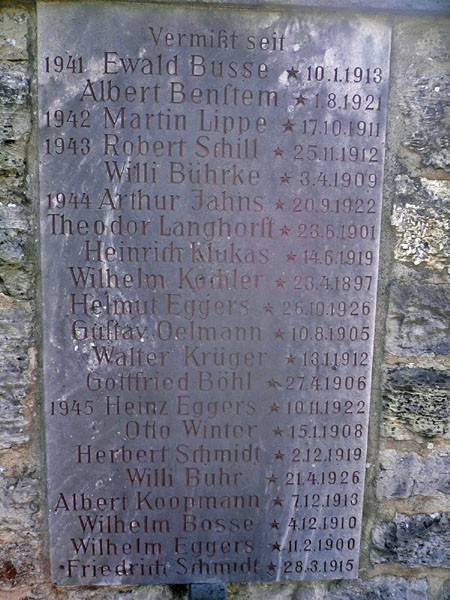 Vermißt seit
1941 Ewald Busse ★ 10.1.1913
Albert Benstem ★ 1.8.1921
1942 Martin Lippe ★ 17.10.1911
1943 Robert Schill ★ 25.11.1912
Willi Bührke ★ 3.4.1909
1944 Arthur Jahns ★ 20.9.1922
Theodor Langhorst ★ 23.6.1901
Heinrich Klukas ★ 14.6.1919
Wilhelm ★ 23.4.1897
Helmut Eggers ★ 26.10.1926
Gustav Oelmann ★ 10.8.1905
Walter Krüger ★ 13.1.1912
Gottfried Böhl ★ 27.4.1906
1945 Heinz Eggers ★ 10.11.1922
Otto Winter ★ 15.1.1908
Herbert Schmidt ★ 2.12.1919
Willi Buhr ★ 21.4.1926
Albert Koopmann ★ 7.12.1913
Wilhelm Bosse ★ 4.12.1910
Wilhelm Eggers ★ 11.2.1900
Friedrich Schmidt ★ 28.3.1915